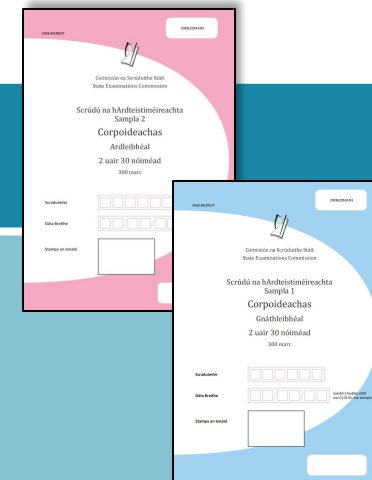 Coimisiún na Scrúduithe Stáit
State Examinations Commission
Scrúdú na hArdteistiméireachta
Sampla 2
Corpoideachas
Ardleibhéal
2 uair 30 nóiméad
300 marc
Scrúduimhir
Dáta Breithe
Stampa an Ionaid
Coimisiún na Scrúduithe Stáit
State Examinations Commission
Scrúdú na hArdteistiméireachta
Sampla 1
Corpoideachas
Gnáthleibhéal
2 uair 30 nóiméad
300 marc
Scrúduimhir
Dáta Breithe
Stampa an Ionaid